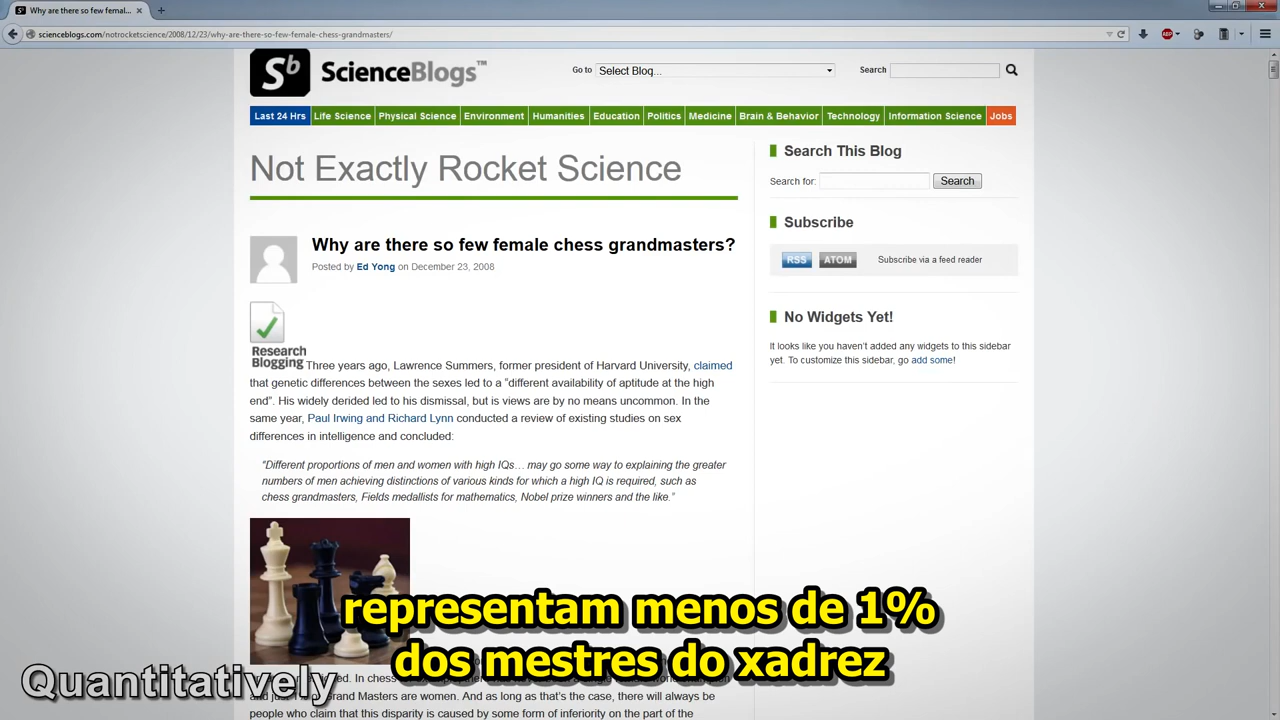 Why are there so few femal...
scienceblogs.com/notrocketscience/2008/12/23/why-are-there-so-few-female-chess-grandmasters/
ABP
Sb ScienceBlogs™
Go to Select Blog...
Search
Last 24 Hrs Life Science Physical Science Environment Humanities Education Politics Medicine Brain & Behavior Technology Information Science Jobs
Not Exactly Rocket Science
Why are there so few female chess grandmasters?
Posted by Ed Yong on December 23, 2008
Research
Blogging
Three years ago, Lawrence Summers, former president of Harvard University, claimed
that genetic differences between the sexes led to a “different availability of aptitude at the high
end”. His widely derided led to his dismissal, but is views are by no means uncommon. In the
same year, Paul Irwing and Richard Lynn conducted a review of existing studies on sex
differences in intelligence and concluded:
“Different proportions of men and women with high IQs… may go some way to explaining the greater
numbers of men achieving distinctions of various kinds for which a high IQ is required, such as
chess grandmasters, Fields medallists for mathematics, Nobel prize winners and the like.”
Grand Masters are women. And as long as that’s the case, there will always be
people who claim that this disparity is caused by some form of inferiority on the part of the
Search This Blog
Search for: Search
Subscribe
RSS ATOM Subscribe via a feed reader
No Widgets Yet!
It looks like you haven’t added any widgets to this sidebar
yet. To customize this sidebar, go add some!
representam menos de 1%
dos mestres do xadrez
Quantitatively